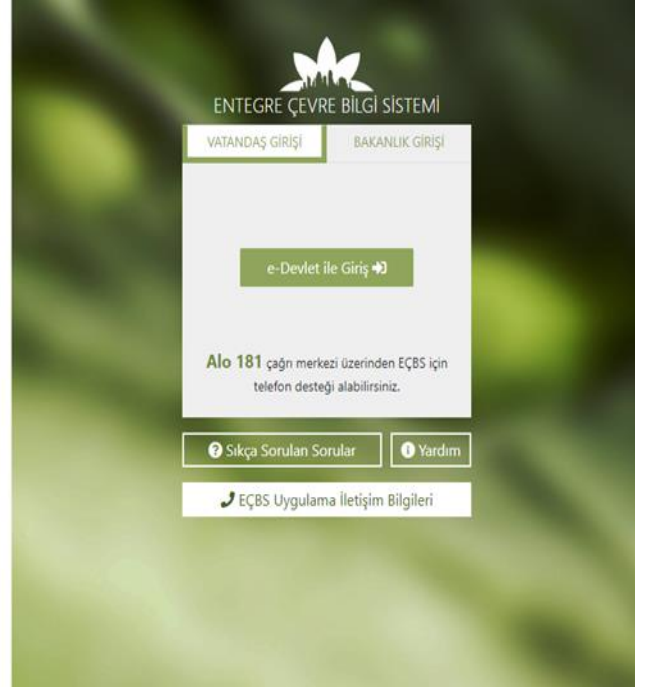 ENTEGRE ÇEVRE BİLGİ SİSTEMİ
VATANDAŞ GİRİŞİ BAKANLIK GİRİŞİ
e-Devlet ile Giriş
Alo 181 çağrı merkezi üzerinden EÇBS için
telefon desteği alabilirsiniz.
Sıkça Sorulan Sorular Yardım
EÇBS Uygulama İletişim Bilgileri